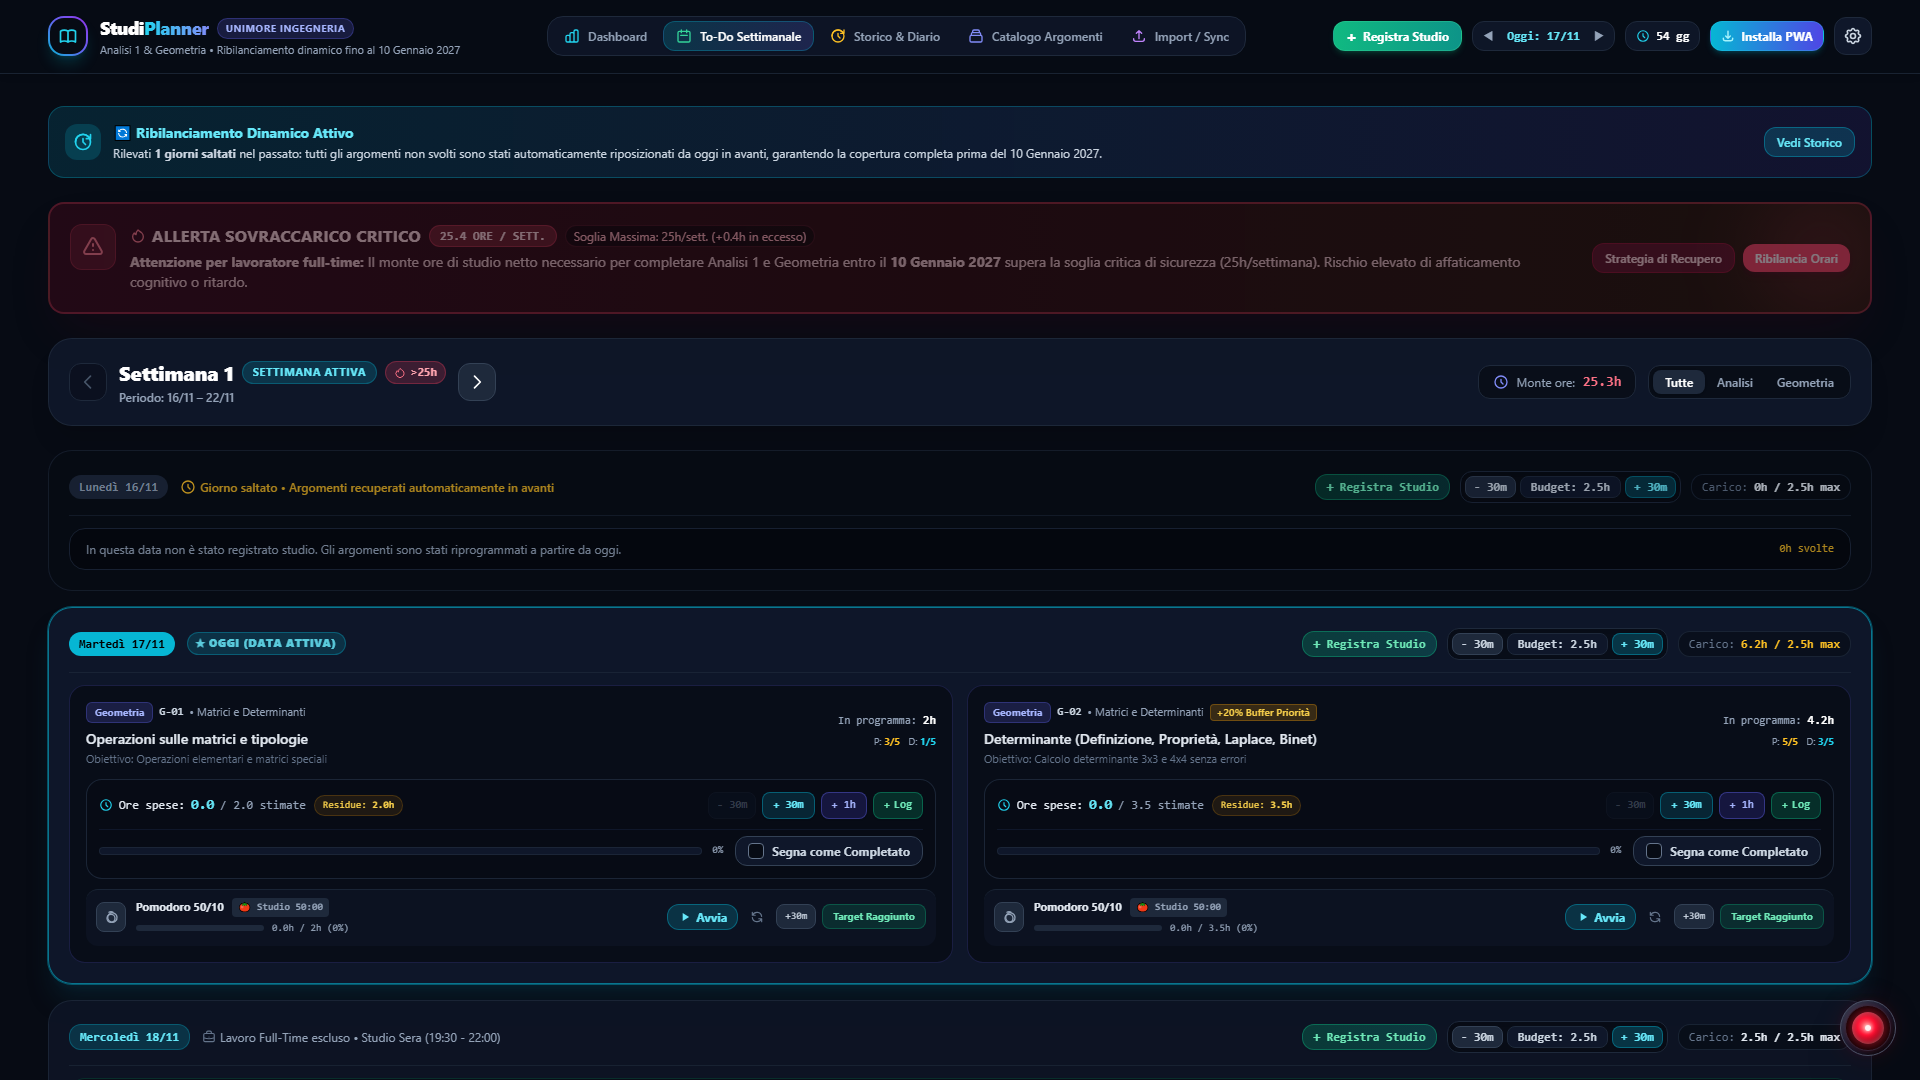 StudiPlanner UNIMORE INGEGNERIA
Analisi 1 & Geometria • Ribilanciamento dinamico fino al 10 Gennaio 2027
Dashboard To-Do Settimanale Storico & Diario Catalogo Argomenti Import / Sync
+ Registra Studio ◀ Oggi: 17/11 ▶ 54 gg Installa PWA
Ribilanciamento Dinamico Attivo
Rilevati 1 giorni saltati nel passato: tutti gli argomenti non svolti sono stati automaticamente riposizionati da oggi in avanti, garantendo la copertura completa prima del 10 Gennaio 2027.
Vedi Storico
ALLERTA SOVRACCARICO CRITICO 25.4 ORE / SETT. Soglia Massima: 25h/sett. (+0.4h in eccesso)
Attenzione per lavoratore full-time: Il monte ore di studio netto necessario per completare Analisi 1 e Geometria entro il 10 Gennaio 2027 supera la soglia critica di sicurezza (25h/settimana). Rischio elevato di affaticamento
cognitivo o ritardo.
Strategia di Recupero Ribilancia Orari
Settimana 1 SETTIMANA ATTIVA >25h
Periodo: 16/11 – 22/11
Monte ore: 25.3h Tutte Analisi Geometria
Lunedì 16/11 Giorno saltato • Argomenti recuperati automaticamente in avanti
+ Registra Studio - 30m Budget: 2.5h + 30m Carico: 0h / 2.5h max
In questa data non è stato registrato studio. Gli argomenti sono stati riprogrammati a partire da oggi.
0h svolte
Martedì 17/11 ★ OGGI (DATA ATTIVA)
+ Registra Studio - 30m Budget: 2.5h + 30m Carico: 6.2h / 2.5h max
Geometria G-01 • Matrici e Determinanti
In programma: 2h
Operazioni sulle matrici e tipologie
P: 3/5 D: 1/5
Obiettivo: Operazioni elementari e matrici speciali
Ore spese: 0.0 / 2.0 stimate Residue: 2.0h - 30m + 30m + 1h + Log
0% Segna come Completato
Pomodoro 50/10 Studio 50:00
0.0h / 2h (0%)
Avvia +30m Target Raggiunto
Geometria G-02 • Matrici e Determinanti +20% Buffer Priorità
In programma: 4.2h
Determinante (Definizione, Proprietà, Laplace, Binet)
P: 5/5 D: 3/5
Obiettivo: Calcolo determinante 3x3 e 4x4 senza errori
Ore spese: 0.0 / 3.5 stimate Residue: 3.5h - 30m + 30m + 1h + Log
0% Segna come Completato
Pomodoro 50/10 Studio 50:00
0.0h / 3.5h (0%)
Avvia +30m Target Raggiunto
Mercoledì 18/11 Lavoro Full-Time escluso • Studio Sera (19:30 - 22:00)
+ Registra Studio - 30m Budget: 2.5h + 30m Carico: 2.5h / 2.5h max